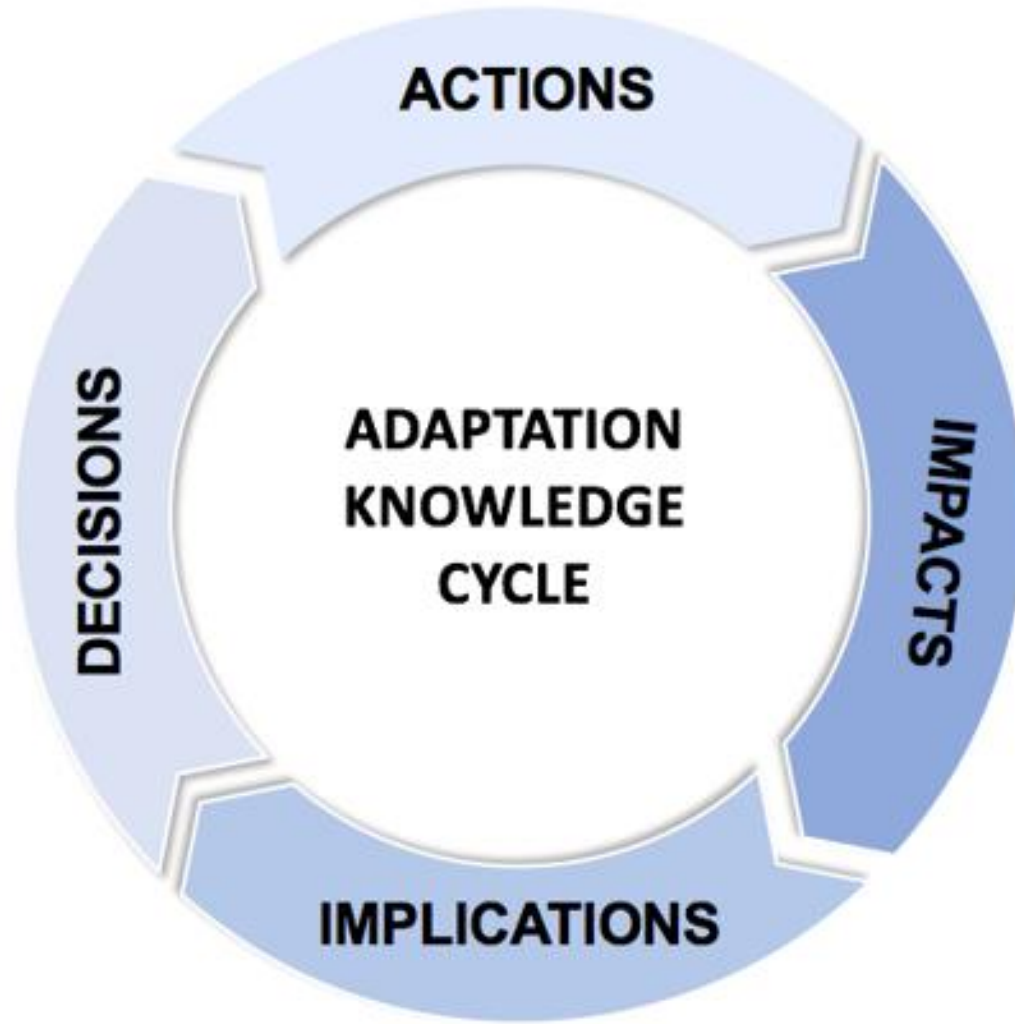 ACTIONS
IMPACTS
IMPLICATIONS
DECISIONS
ADAPTATION
KNOWLEDGE
CYCLE